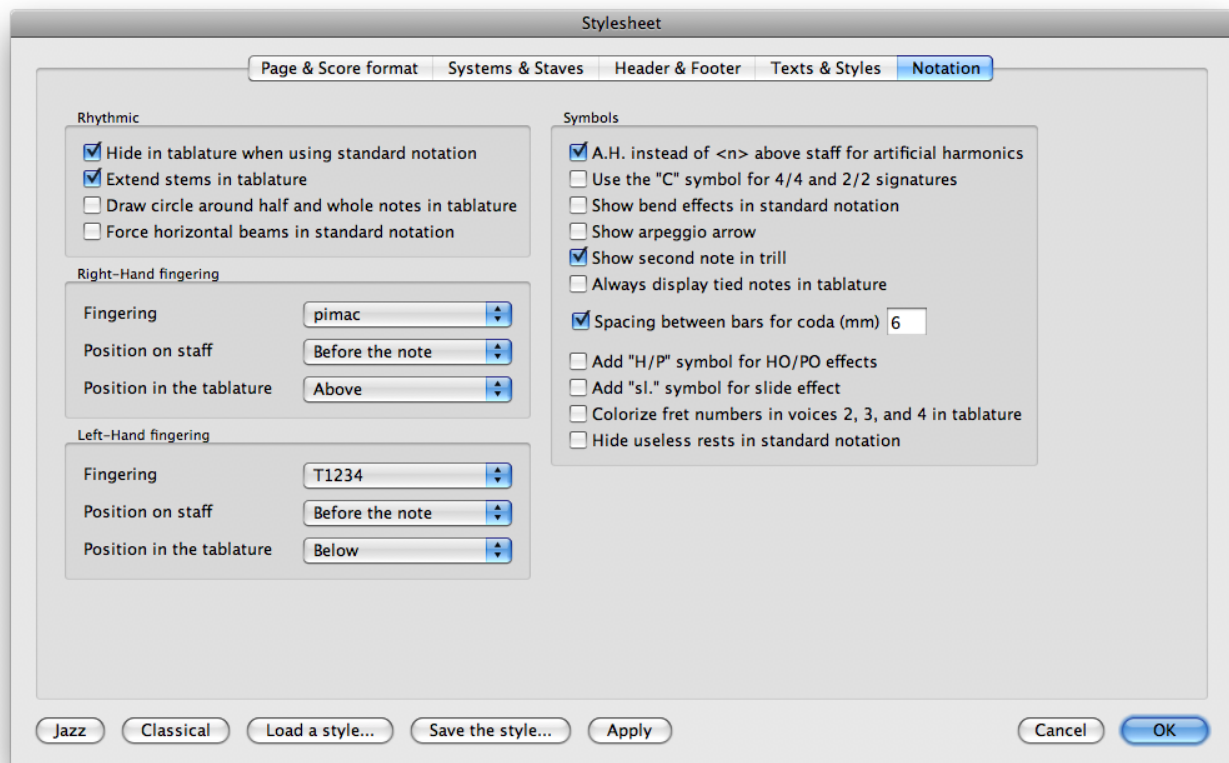 Stylesheet
Page & Score format
Systems & Staves
Header & Footer
Texts & Styles
Notation
Rhythmic
Hide in tablature when using standard notation
Extend stems in tablature
Draw circle around half and whole notes in tablature
Force horizontal beams in standard notation
Right-Hand fingering
Fingering pimac
Position on staff Before the note
Position in the tablature Above
Left-Hand fingering
Fingering T1234
Position on staff Before the note
Position in the tablature Below
Symbols
A.H. instead of <n> above staff for artificial harmonics
Use the "C" symbol for 4/4 and 2/2 signatures
Show bend effects in standard notation
Show arpeggio arrow
Show second note in trill
Always display tied notes in tablature
Spacing between bars for coda (mm) 6
Add "H/P" symbol for HO/PO effects
Add "sl." symbol for slide effect
Colorize fret numbers in voices 2, 3, and 4 in tablature
Hide useless rests in standard notation
Jazz
Classical
Load a style...
Save the style...
Apply
Cancel
OK